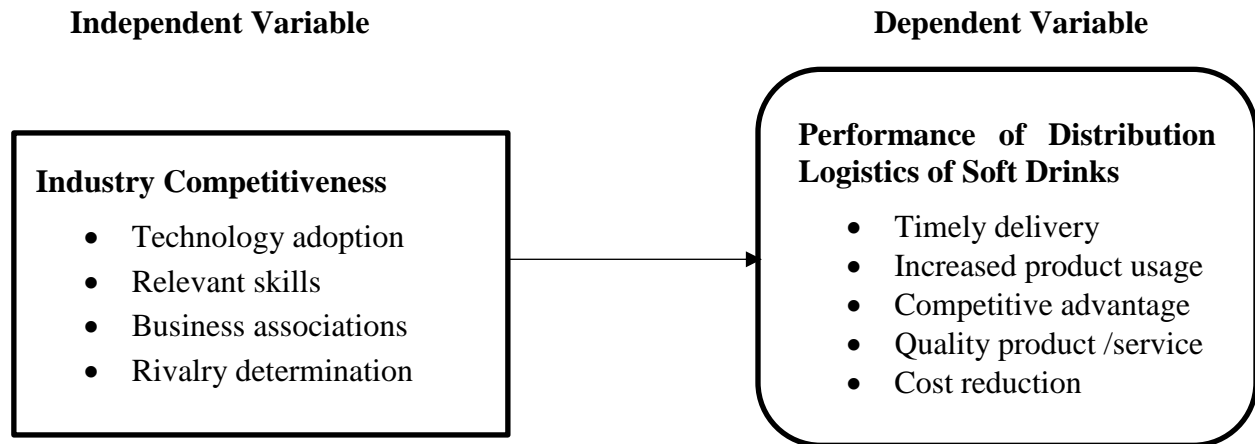 Independent Variable
Dependent Variable
Industry Competitiveness
• Technology adoption
• Relevant skills
• Business associations
• Rivalry determination
Performance of Distribution
Logistics of Soft Drinks
• Timely delivery
• Increased product usage
• Competitive advantage
• Quality product /service
• Cost reduction